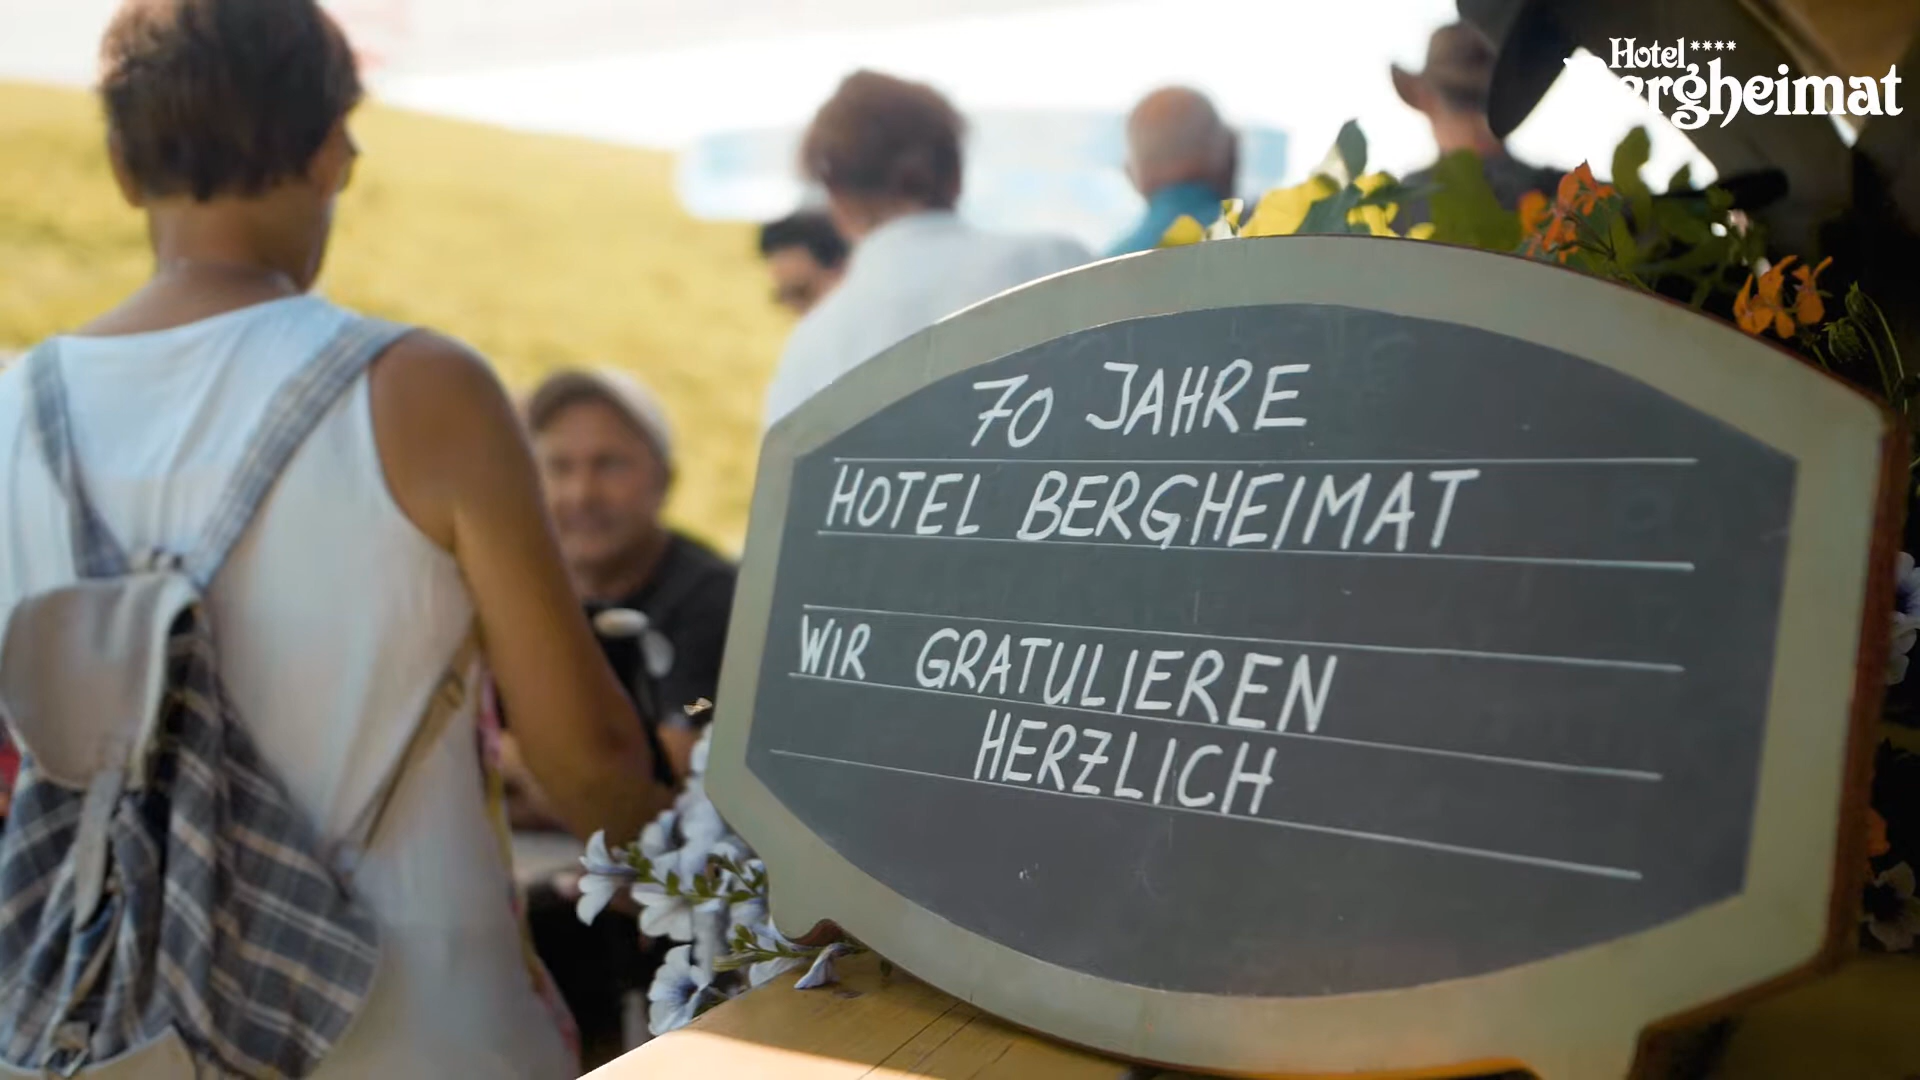 Hotel****
Bergheimat
70 JAHRE
HOTEL BERGHEIMAT
WIR GRATULIEREN
HERZLICH